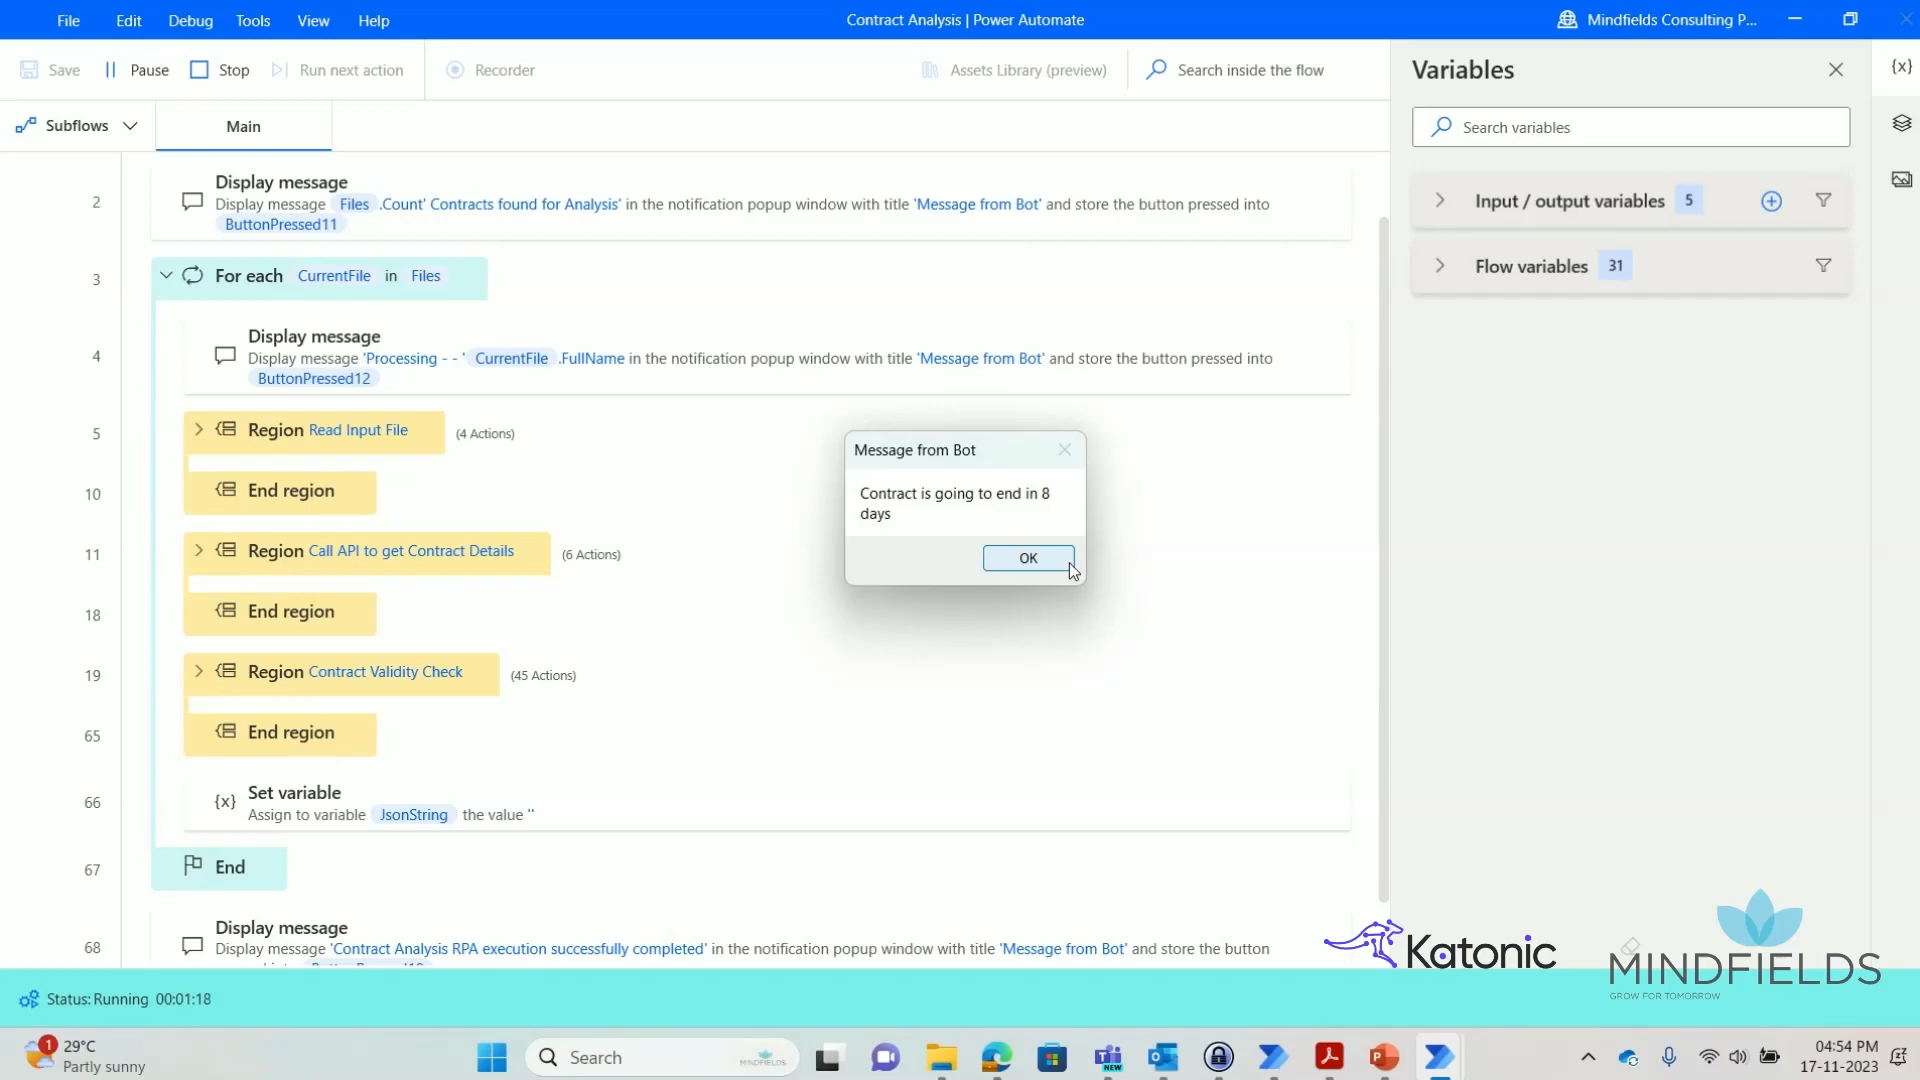 File Edit Debug Tools View Help
Contract Analysis | Power Automate
Mindfields Consulting P...
Save Pause Stop Run next action Recorder
Assets Library (preview)
Search inside the flow
Variables
{x}
Subflows
Main
Search variables
2
Display message
Display message Files .Count' Contracts found for Analysis' in the notification popup window with title 'Message from Bot' and store the button pressed into
ButtonPressed11
Input / output variables 5
Flow variables 31
3
For each CurrentFile in Files
4
Display message
Display message 'Processing - - ' CurrentFile .FullName in the notification popup window with title 'Message from Bot' and store the button pressed into
ButtonPressed12
5
Region Read Input File (4 Actions)
10
End region
11
Region Call API to get Contract Details (6 Actions)
18
End region
19
Region Contract Validity Check (45 Actions)
65
End region
66
{x}
Set variable
Assign to variable JsonString the value ''
67
End
68
Display message
Display message 'Contract Analysis RPA execution successfully completed' in the notification popup window with title 'Message from Bot' and store the button
Message from Bot
Contract is going to end in 8
days
OK
Katonic
MINDFIELDS
GROW FOR TOMORROW
Status: Running 00:01:18
1
29°C
Partly sunny
Search
MINDFIELDS
NEW
04:54 PM
17-11-2023